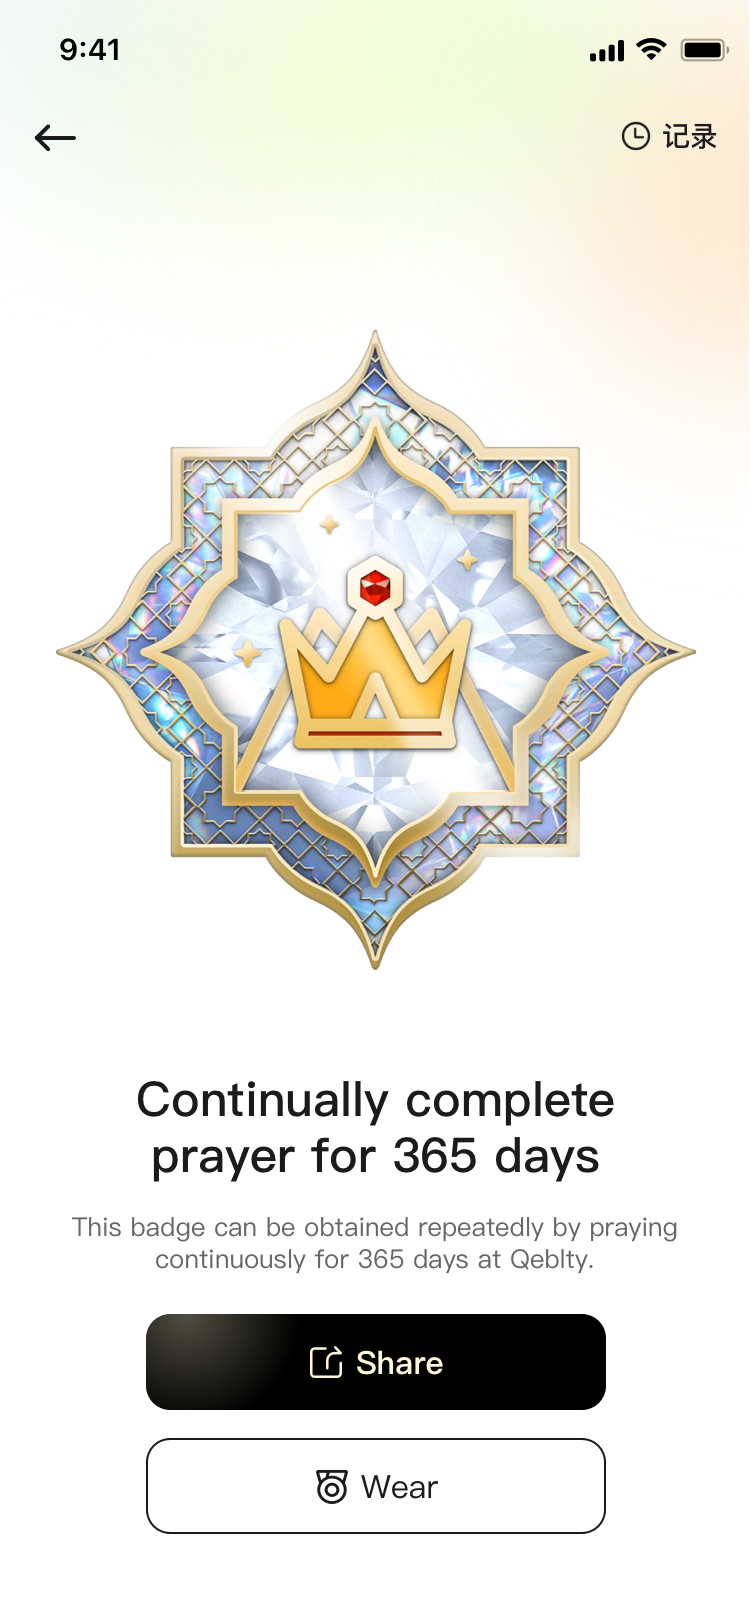 9:41
记录
Continually complete
prayer for 365 days
This badge can be obtained repeatedly by praying
continuously for 365 days at Qeblty.
Share
Wear